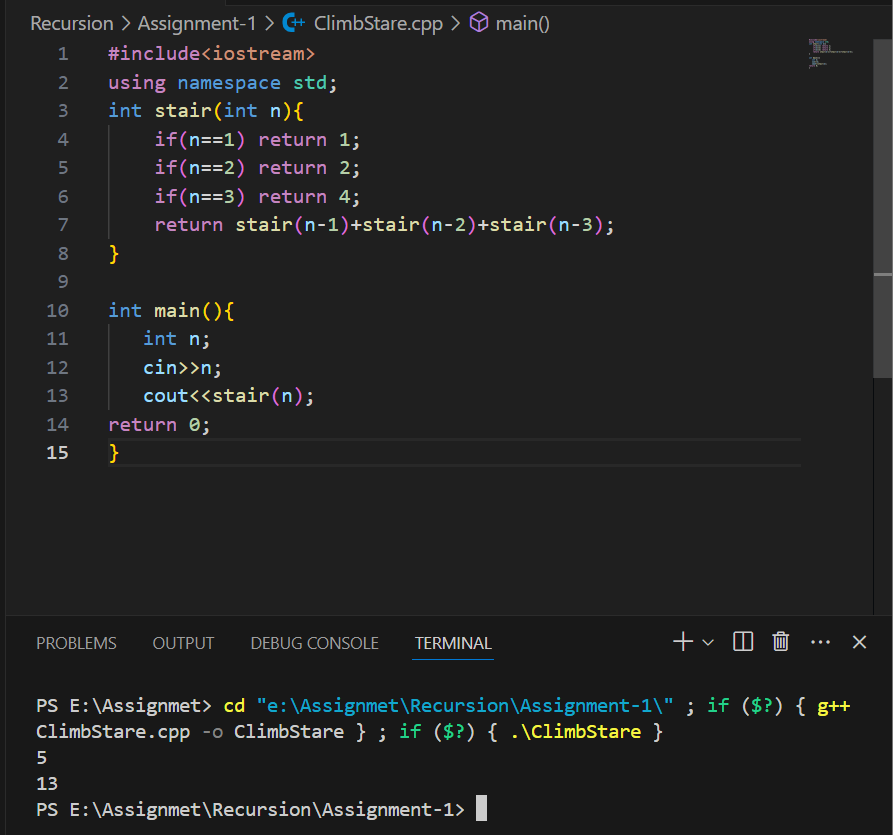 Recursion > Assignment-1 > C++ ClimbStare.cpp > main()
1 #include<iostream>
2 using namespace std;
3 int stair(int n){
4     if(n==1) return 1;
5     if(n==2) return 2;
6     if(n==3) return 4;
7     return stair(n-1)+stair(n-2)+stair(n-3);
8 }
9
10 int main(){
11    int n;
12    cin>>n;
13    cout<<stair(n);
14 return 0;
15 }
PROBLEMS OUTPUT DEBUG CONSOLE TERMINAL
PS E:\Assignmet> cd "e:\Assignmet\Recursion\Assignment-1\" ; if ($?) { g++
ClimbStare.cpp -o ClimbStare } ; if ($?) { .\ClimbStare }
5
13
PS E:\Assignmet\Recursion\Assignment-1>